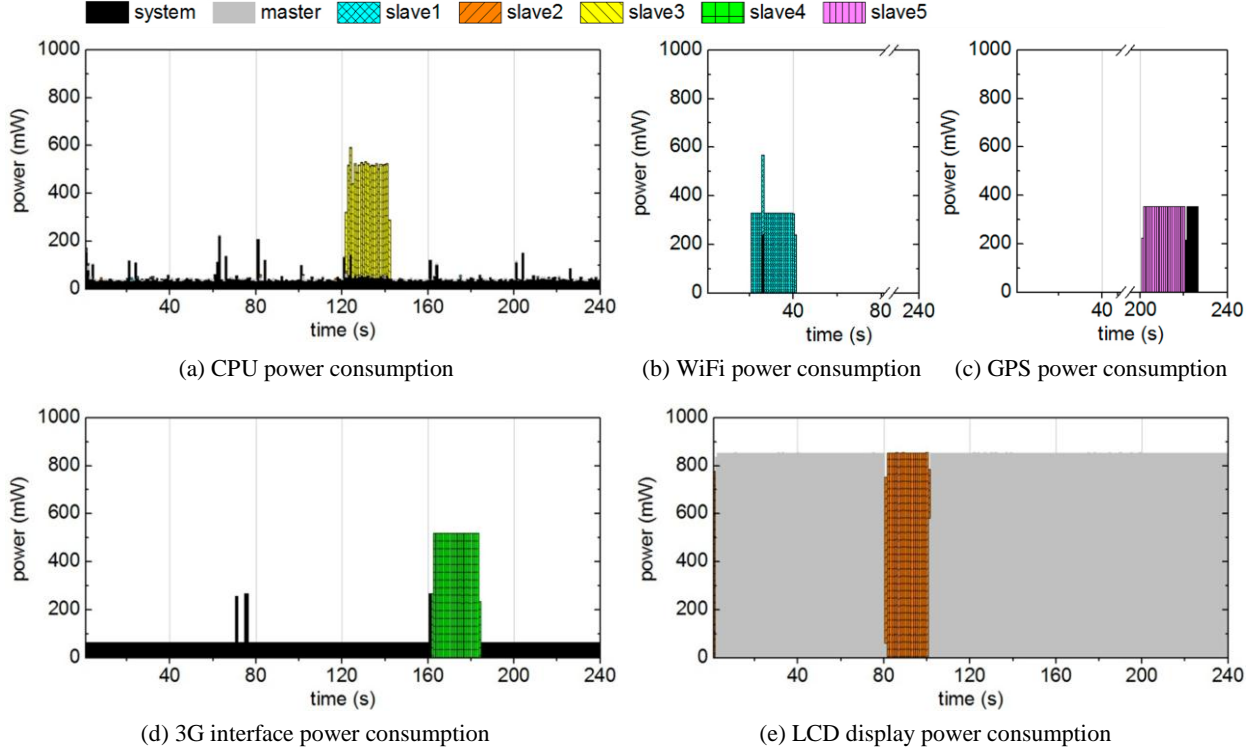 system master slave1 slave2 slave3 slave4 slave5
1000
800
600
400
200
0
power (mW)
40 80 120 160 200 240
time (s)
(a) CPU power consumption
1000
800
600
400
200
0
power (mW)
40 80 240
time (s)
(b) WiFi power consumption
1000
800
600
400
200
0
power (mW)
40 200 240
time (s)
(c) GPS power consumption
1000
800
600
400
200
0
power (mW)
40 80 120 160 200 240
time (s)
(d) 3G interface power consumption
1000
800
600
400
200
0
power (mW)
40 80 120 160 200 240
time (s)
(e) LCD display power consumption